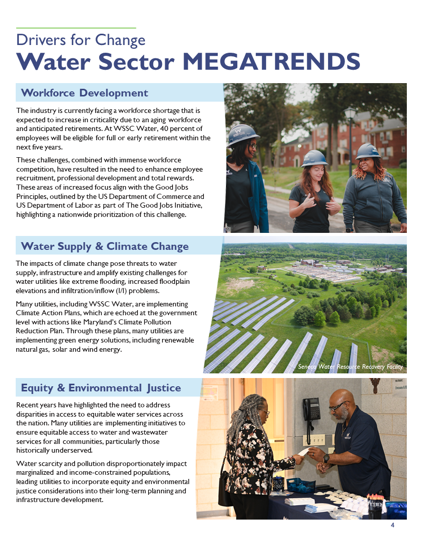 Drivers for Change
Water Sector MEGATRENDS
Workforce Development
The industry is currently facing a workforce shortage that is
expected to increase in criticality due to an aging workforce
and anticipated retirements. At WSSC Water, 40 percent of
employees will be eligible for full or early retirement within the
next five years.
These challenges, combined with immense workforce
competition, have resulted in the need to enhance employee
recruitment, professional development and total rewards.
These areas of increased focus align with the Good Jobs
Principles, outlined by the US Department of Commerce and
US Department of Labor as part of The Good Jobs Initiative,
highlighting a nationwide prioritization of this challenge.
Water Supply & Climate Change
The impacts of climate change pose threats to water
supply, infrastructure and amplify existing challenges for
water utilities like extreme flooding, increased floodplain
elevations and infiltration/inflow (I/I) problems.
Many utilities, including WSSC Water, are implementing
Climate Action Plans, which are echoed at the government
level with actions like Maryland's Climate Pollution
Reduction Plan. Through these plans, many utilities are
implementing green energy solutions, including renewable
natural gas, solar and wind energy.
Seneca Water Resource Recovery Facility
Equity & Environmental Justice
Recent years have highlighted the need to address
disparities in access to equitable water services across
the nation. Many utilities are implementing initiatives to
ensure equitable access to water and wastewater
services for all communities, particularly those
historically underserved.
Water scarcity and pollution disproportionately impact
marginalized and income-constrained populations,
leading utilities to incorporate equity and environmental
justice considerations into their long-term planning and
infrastructure development.
4